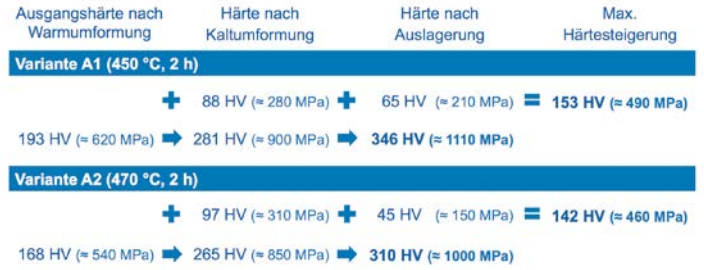 Ausgangshärte nach Warmumformung
Härte nach Kaltumformung
Härte nach Auslagerung
Max. Härtesteigerung
Variante A1 (450 °C, 2 h)
+ 88 HV (≈ 280 MPa) + 65 HV (≈ 210 MPa) = 153 HV (≈ 490 MPa)
193 HV (≈ 620 MPa) ➡ 281 HV (≈ 900 MPa) ➡ 346 HV (≈ 1110 MPa)
Variante A2 (470 °C, 2 h)
+ 97 HV (≈ 310 MPa) + 45 HV (≈ 150 MPa) = 142 HV (≈ 460 MPa)
168 HV (≈ 540 MPa) ➡ 265 HV (≈ 850 MPa) ➡ 310 HV (≈ 1000 MPa)